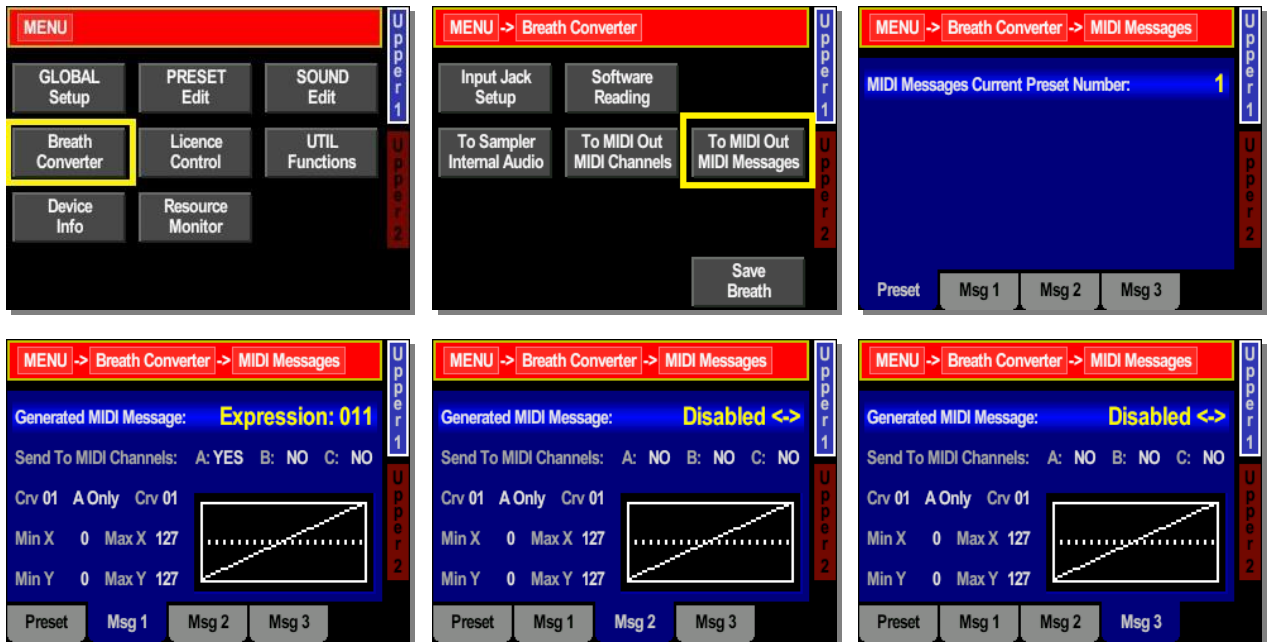 MENU
GLOBAL Setup
PRESET Edit
SOUND Edit
Breath Converter
Licence Control
UTIL Functions
Device Info
Resource Monitor
Upper 1
Upper 2
MENU -> Breath Converter
Input Jack Setup
Software Reading
To Sampler Internal Audio
To MIDI Out MIDI Channels
To MIDI Out MIDI Messages
Save Breath
Upper 1
Upper 2
MENU -> Breath Converter -> MIDI Messages
MIDI Messages Current Preset Number: 1
Preset Msg 1 Msg 2 Msg 3
Upper 1
Upper 2
MENU -> Breath Converter -> MIDI Messages
Generated MIDI Message: Expression: 011
Send To MIDI Channels: A: YES B: NO C: NO
Crv 01 A Only Crv 01
Min X 0 Max X 127
Min Y 0 Max Y 127
Preset Msg 1 Msg 2 Msg 3
Upper 1
Upper 2
MENU -> Breath Converter -> MIDI Messages
Generated MIDI Message: Disabled <->
Send To MIDI Channels: A: NO B: NO C: NO
Crv 01 A Only Crv 01
Min X 0 Max X 127
Min Y 0 Max Y 127
Preset Msg 1 Msg 2 Msg 3
Upper 1
Upper 2
MENU -> Breath Converter -> MIDI Messages
Generated MIDI Message: Disabled <->
Send To MIDI Channels: A: NO B: NO C: NO
Crv 01 A Only Crv 01
Min X 0 Max X 127
Min Y 0 Max Y 127
Preset Msg 1 Msg 2 Msg 3
Upper 1
Upper 2